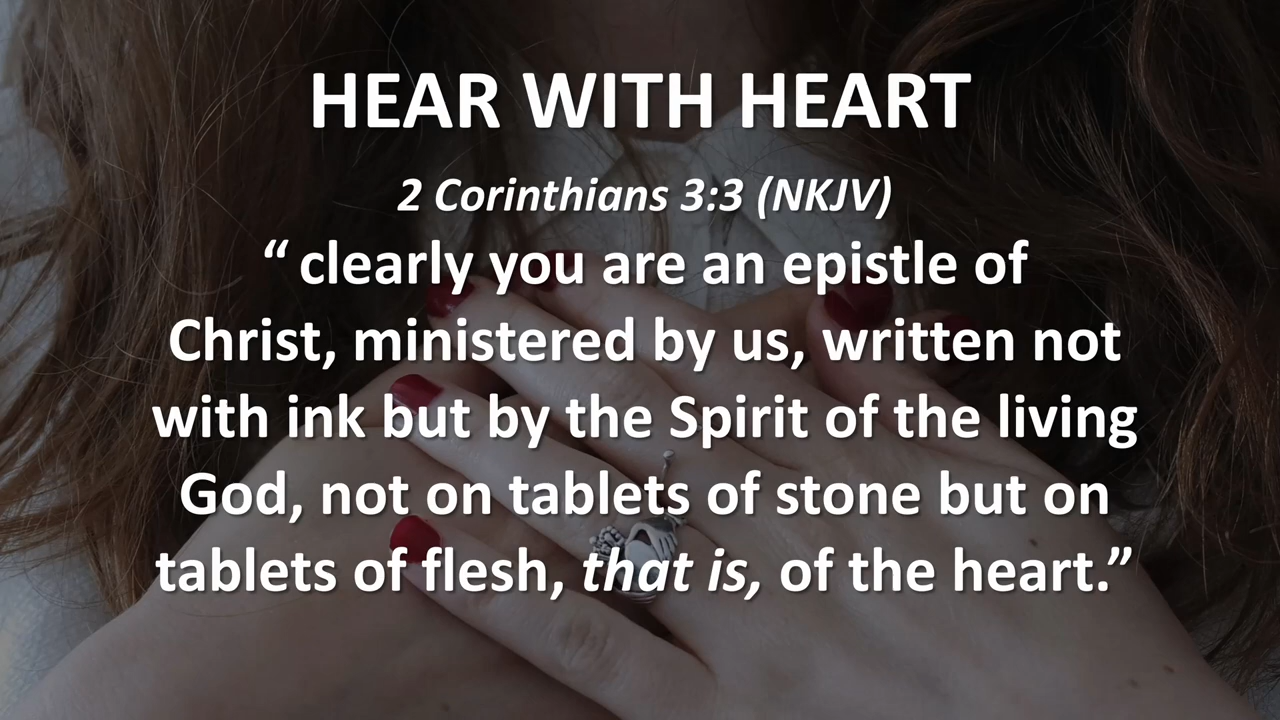 HEAR WITH HEART
2 Corinthians 3:3 (NKJV)
“ clearly you are an epistle of
Christ, ministered by us, written not
with ink but by the Spirit of the living
God, not on tablets of stone but on
tablets of flesh, that is, of the heart.”